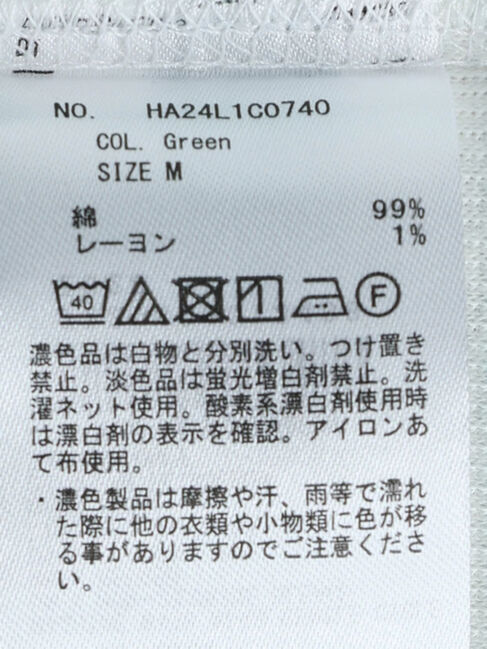 01
NO. HA24L1C0740
COL. Green
SIZE M
綿 99%
レーヨン 1%
40 F
濃色品は白物と分別洗い。つけ置き
禁止。淡色品は蛍光増白剤禁止。洗
濯ネット使用。酸素系漂白剤使用時
は漂白剤の表示を確認。アイロンあ
て布使用。
・濃色製品は摩擦や汗、雨等で濡れ
た際に他の衣類や小物類に色が移
る事がありますのでご注意くださ
い。